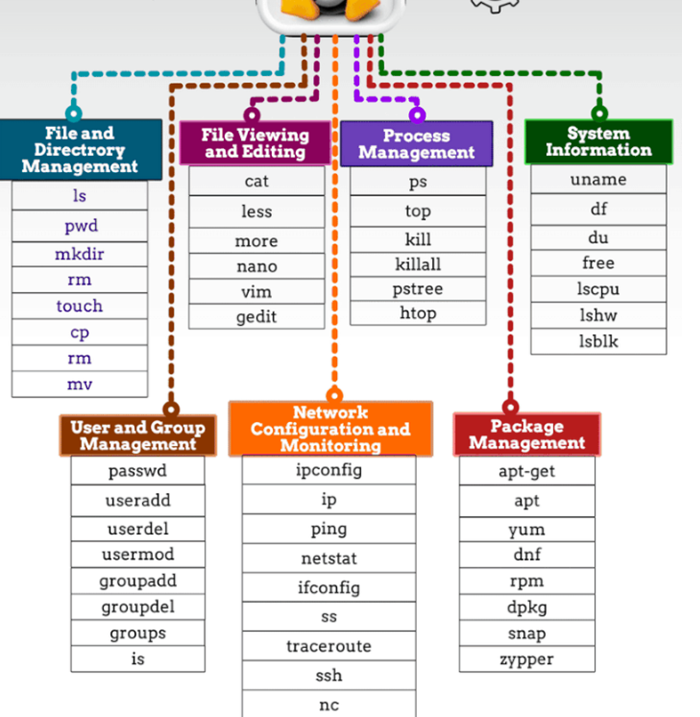 File and
Directrory
Management
ls
pwd
mkdir
rm
touch
cp
rm
mv
File Viewing
and Editing
cat
less
more
nano
vim
gedit
Process
Management
ps
top
kill
killall
pstree
htop
System
Information
uname
df
du
free
lscpu
lshw
lsblk
User and Group
Management
passwd
useradd
userdel
usermod
groupadd
groupdel
groups
is
Network
Configuration and
Monitoring
ipconfig
ip
ping
netstat
ifconfig
ss
traceroute
ssh
nc
Package
Management
apt-get
apt
yum
dnf
rpm
dpkg
snap
zypper